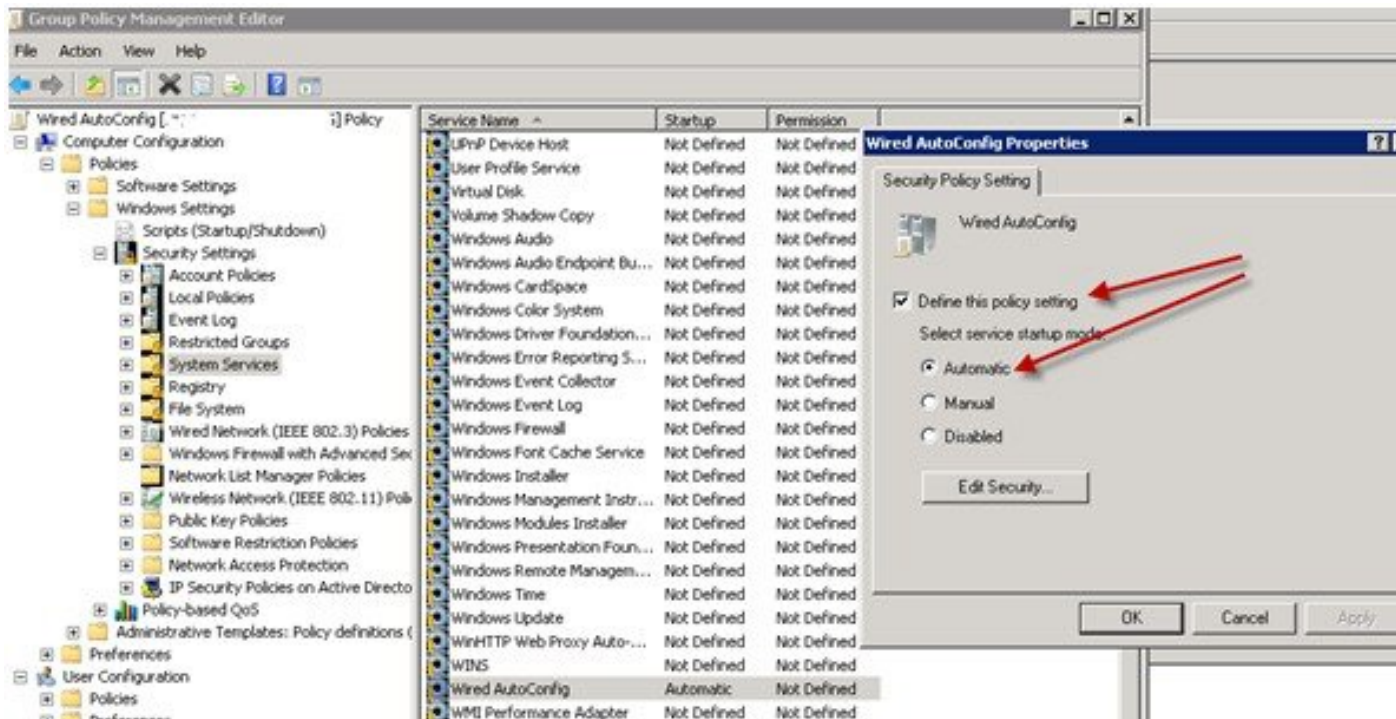 Group Policy Management Editor
File Action View Help
Wired AutoConfig [ Policy
Computer Configuration
Policies
Software Settings
Windows Settings
Scripts (Startup/Shutdown)
Security Settings
Account Policies
Local Policies
Event Log
Restricted Groups
System Services
Registry
File System
Wired Network (IEEE 802.3) Policies
Windows Firewall with Advanced Sec
Network List Manager Policies
Wireless Network (IEEE 802.11) Poli
Public Key Policies
Software Restriction Policies
Network Access Protection
IP Security Policies on Active Directo
Policy-based QoS
Administrative Templates: Policy definitions (
Preferences
User Configuration
Policies
Preferences
Service Name Startup Permission
UPnP Device Host Not Defined Not Defined
User Profile Service Not Defined Not Defined
Virtual Disk Not Defined Not Defined
Volume Shadow Copy Not Defined Not Defined
Windows Audio Not Defined Not Defined
Windows Audio Endpoint Bu... Not Defined Not Defined
Windows CardSpace Not Defined Not Defined
Windows Color System Not Defined Not Defined
Windows Driver Foundation... Not Defined Not Defined
Windows Error Reporting S... Not Defined Not Defined
Windows Event Collector Not Defined Not Defined
Windows Event Log Not Defined Not Defined
Windows Firewall Not Defined Not Defined
Windows Font Cache Service Not Defined Not Defined
Windows Installer Not Defined Not Defined
Windows Management Instr... Not Defined Not Defined
Windows Modules Installer Not Defined Not Defined
Windows Presentation Foun... Not Defined Not Defined
Windows Remote Managem... Not Defined Not Defined
Windows Time Not Defined Not Defined
Windows Update Not Defined Not Defined
WinHTTP Web Proxy Auto-... Not Defined Not Defined
WINS Not Defined Not Defined
Wired AutoConfig Automatic Not Defined
WMI Performance Adapter Not Defined Not Defined
Wired AutoConfig Properties
Security Policy Setting
Wired AutoConfig
Define this policy setting
Select service startup mode:
Automatic
Manual
Disabled
Edit Security...
OK Cancel Apply